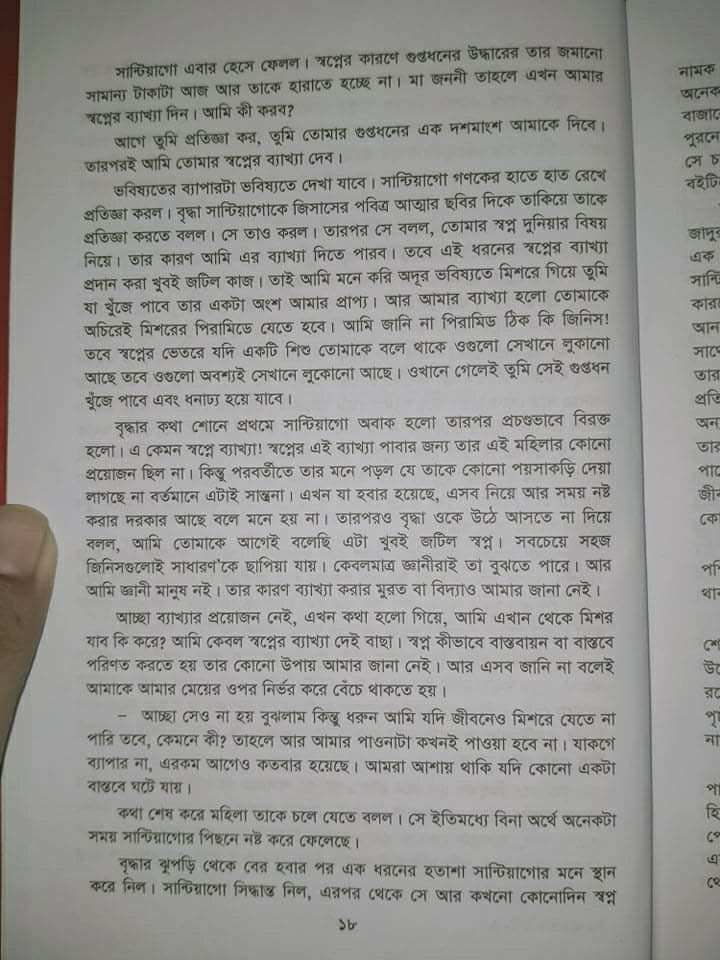 সান্টিয়াগো এবার হেসে ফেলল। স্বপ্নের কারণে গুপ্তধনের উদ্ধারের তার জমানো
সামান্য টাকাটা আজ আর তাকে হারাতে হচ্ছে না। মা জননী তাহলে এখন আমার
স্বপ্নের ব্যাখ্যা দিন। আমি কী করব?
আগে তুমি প্রতিজ্ঞা কর, তুমি তোমার গুপ্তধনের এক দশমাংশ আমাকে দিবে।
তারপরই আমি তোমার স্বপ্নের ব্যাখ্যা দেব।
ভবিষ্যতের ব্যাপারটা ভবিষ্যতে দেখা যাবে। সান্টিয়াগো গণকের হাতে হাত রেখে
প্রতিজ্ঞা করল। বৃদ্ধা সান্টিয়াগোকে জিসাসের পবিত্র আত্মার ছবির দিকে তাকিয়ে তাকে
প্রতিজ্ঞা করতে বলল। সে তাও করল। তারপর সে বলল, তোমার স্বপ্ন দুনিয়ার বিষয়
নিয়ে। তার কারণ আমি এর ব্যাখ্যা দিতে পারব। তবে এই ধরনের স্বপ্নের ব্যাখ্যা
প্রদান করা খুবই জটিল কাজ। তাই আমি মনে করি অদূর ভবিষ্যতে মিশরে গিয়ে তুমি
যা খুঁজে পাবে তার একটা অংশ আমার প্রাপ্য। আর আমার ব্যাখ্যা হলো তোমাকে
অচিরেই মিশরের পিরামিডে যেতে হবে। আমি জানি না পিরামিড ঠিক কি জিনিস!
তবে স্বপ্নের ভেতরে যদি একটি শিশু তোমাকে বলে থাকে ওগুলো সেখানে লুকানো
আছে তবে ওগুলো অবশ্যই সেখানে লুকোনো আছে। ওখানে গেলেই তুমি সেই গুপ্তধন
খুঁজে পাবে এবং ধনাঢ্য হয়ে যাবে।
বৃদ্ধার কথা শোনে প্রথমে সান্টিয়াগো অবাক হলো তারপর প্রচণ্ডভাবে বিরক্ত
হলো। এ কেমন স্বপ্নে ব্যাখ্যা! স্বপ্নের এই ব্যাখ্যা পাবার জন্য তার এই মহিলার কোনো
প্রয়োজন ছিল না। কিন্তু পরবর্তীতে তার মনে পড়ল যে তাকে কোনো পয়সাকড়ি দেয়া
লাগছে না বর্তমানে এটাই সান্ত্বনা। এখন যা হবার হয়েছে, এসব নিয়ে আর সময় নষ্ট
করার দরকার আছে বলে মনে হয় না। তারপরও বৃদ্ধা ওকে উঠে আসতে না দিয়ে
বলল, আমি তোমাকে আগেই বলেছি এটা খুবই জটিল স্বপ্ন। সবচেয়ে সহজ
জিনিসগুলোই সাধারণ'কে ছাপিয়া যায়। কেবলমাত্র জ্ঞানীরাই তা বুঝতে পারে। আর
আমি জ্ঞানী মানুষ নই। তার কারণ ব্যাখ্যা করার মুরত বা বিদ্যাও আমার জানা নেই।
আচ্ছা ব্যাখ্যার প্রয়োজন নেই, এখন কথা হলো গিয়ে, আমি এখান থেকে মিশর
যাব কি করে? আমি কেবল স্বপ্নের ব্যাখ্যা দেই বাছা। স্বপ্ন কীভাবে বাস্তবায়ন বা বাস্তবে
পরিণত করতে হয় তার কোনো উপায় আমার জানা নেই। আর এসব জানি না বলেই
আমাকে আমার মেয়ের ওপর নির্ভর করে বেঁচে থাকতে হয়।
– আচ্ছা সেও না হয় বুঝলাম কিন্তু ধরুন আমি যদি জীবনেও মিশরে যেতে না
পারি তবে, কেমনে কী? তাহলে আর আমার পাওনাটা কখনই পাওয়া হবে না। যাকগে
ব্যাপার না, এরকম আগেও কতবার হয়েছে। আমরা আশায় থাকি যদি কোনো একটা
বাস্তবে ঘটে যায়।
কথা শেষ করে মহিলা তাকে চলে যেতে বলল। সে ইতিমধ্যে বিনা অর্থে অনেকটা
সময় সান্টিয়াগোর পিছনে নষ্ট করে ফেলেছে।
বৃদ্ধার ঝুপড়ি থেকে বের হবার পর এক ধরনের হতাশা সান্টিয়াগোর মনে স্থান
করে নিল। সান্টিয়াগো সিদ্ধান্ত নিল, এরপর থেকে সে আর কখনো কোনোদিন স্বপ্ন
১৮
নামক
অনেক
পুরনে
সে চ
বইটি
জাদুর
এক
সান্টি
কার
আন
সাথে
তার
প্রতি
অন্য
তার
পাে
জীব
কো